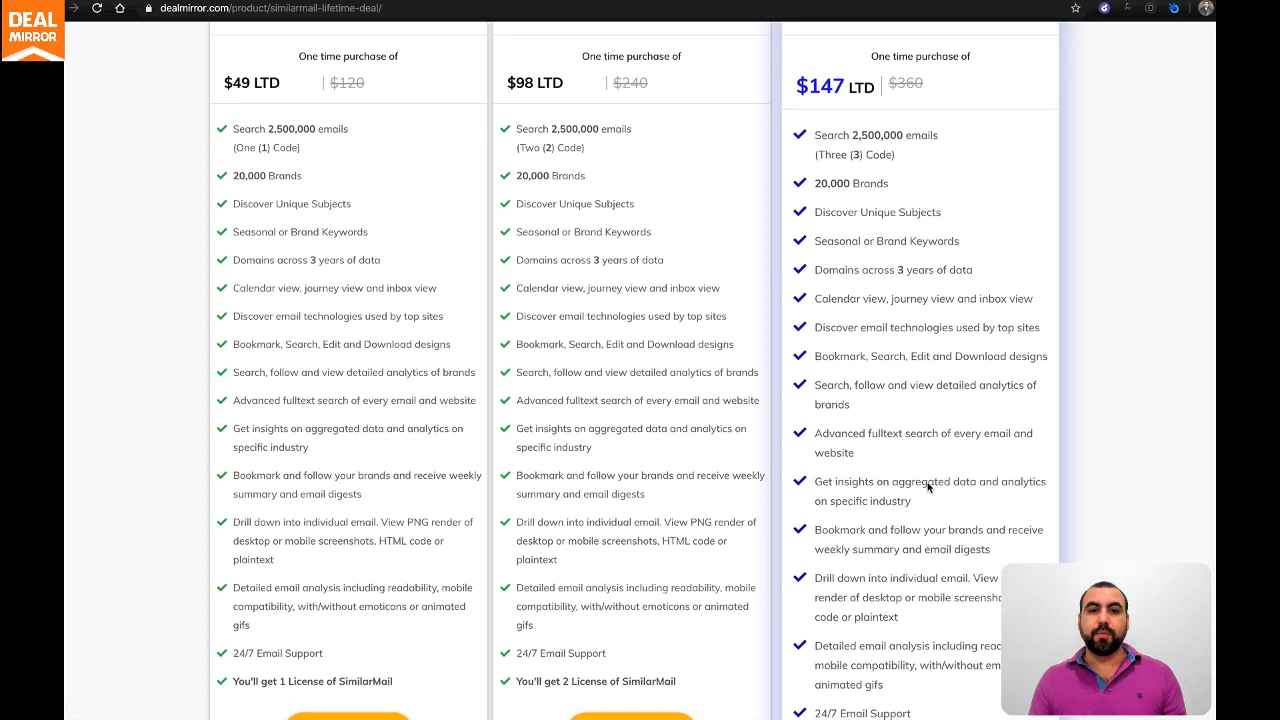 DEAL
MIRROR
dealmirror.com/product/similarmail-lifetime-deal/
One time purchase of
$49 LTD
$120
Search 2,500,000 emails
(One (1) Code)
20,000 Brands
Discover Unique Subjects
Seasonal or Brand Keywords
Domains across 3 years of data
Calendar view, journey view and inbox view
Discover email technologies used by top sites
Bookmark, Search, Edit and Download designs
Search, follow and view detailed analytics of brands
Advanced fulltext search of every email and website
Get insights on aggregated data and analytics on
specific industry
Bookmark and follow your brands and receive weekly
summary and email digests
Drill down into individual email. View PNG render of
desktop or mobile screenshots, HTML code or
plaintext
Detailed email analysis including readability, mobile
compatibility, with/without emoticons or animated
gifs
24/7 Email Support
You'll get 1 License of SimilarMail
One time purchase of
$98 LTD
$240
Search 2,500,000 emails
(Two (2) Code)
20,000 Brands
Discover Unique Subjects
Seasonal or Brand Keywords
Domains across 3 years of data
Calendar view, journey view and inbox view
Discover email technologies used by top sites
Bookmark, Search, Edit and Download designs
Search, follow and view detailed analytics of brands
Advanced fulltext search of every email and website
Get insights on aggregated data and analytics on
specific industry
Bookmark and follow your brands and receive weekly
summary and email digests
Drill down into individual email. View PNG render of
desktop or mobile screenshots, HTML code or
plaintext
Detailed email analysis including readability, mobile
compatibility, with/without emoticons or animated
gifs
24/7 Email Support
You'll get 2 License of SimilarMail
One time purchase of
$147 LTD
$360
Search 2,500,000 emails
(Three (3) Code)
20,000 Brands
Discover Unique Subjects
Seasonal or Brand Keywords
Domains across 3 years of data
Calendar view, journey view and inbox view
Discover email technologies used by top sites
Bookmark, Search, Edit and Download designs
Search, follow and view detailed analytics of
brands
Advanced fulltext search of every email and
website
Get insights on aggregated data and analytics
on specific industry
Bookmark and follow your brands and receive
weekly summary and email digests
Drill down into individual email. View
render of desktop or mobile
code or plaintext
Detailed email analysis including
mobile compatibility, with/without
animated gifs
24/7 Email Support